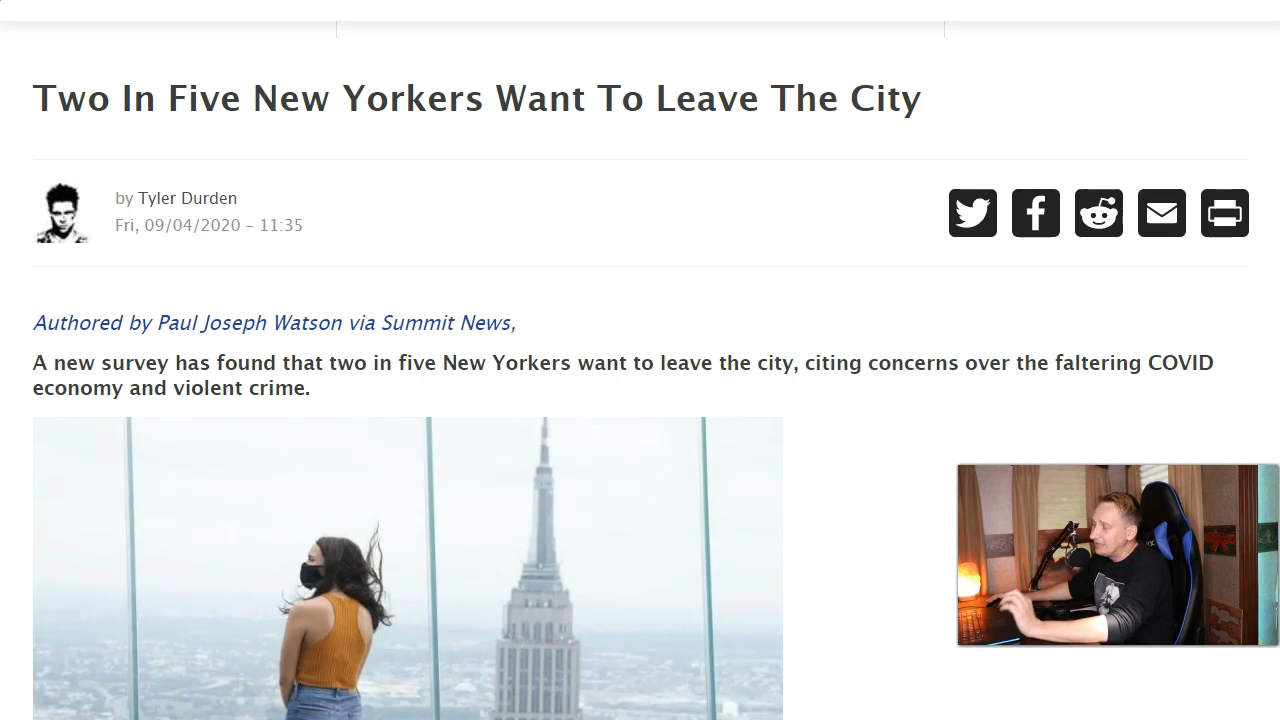 Two In Five New Yorkers Want To Leave The City
by Tyler Durden
Fri, 09/04/2020 - 11:35
Authored by Paul Joseph Watson via Summit News,
A new survey has found that two in five New Yorkers want to leave the city, citing concerns over the faltering COVID
economy and violent crime.